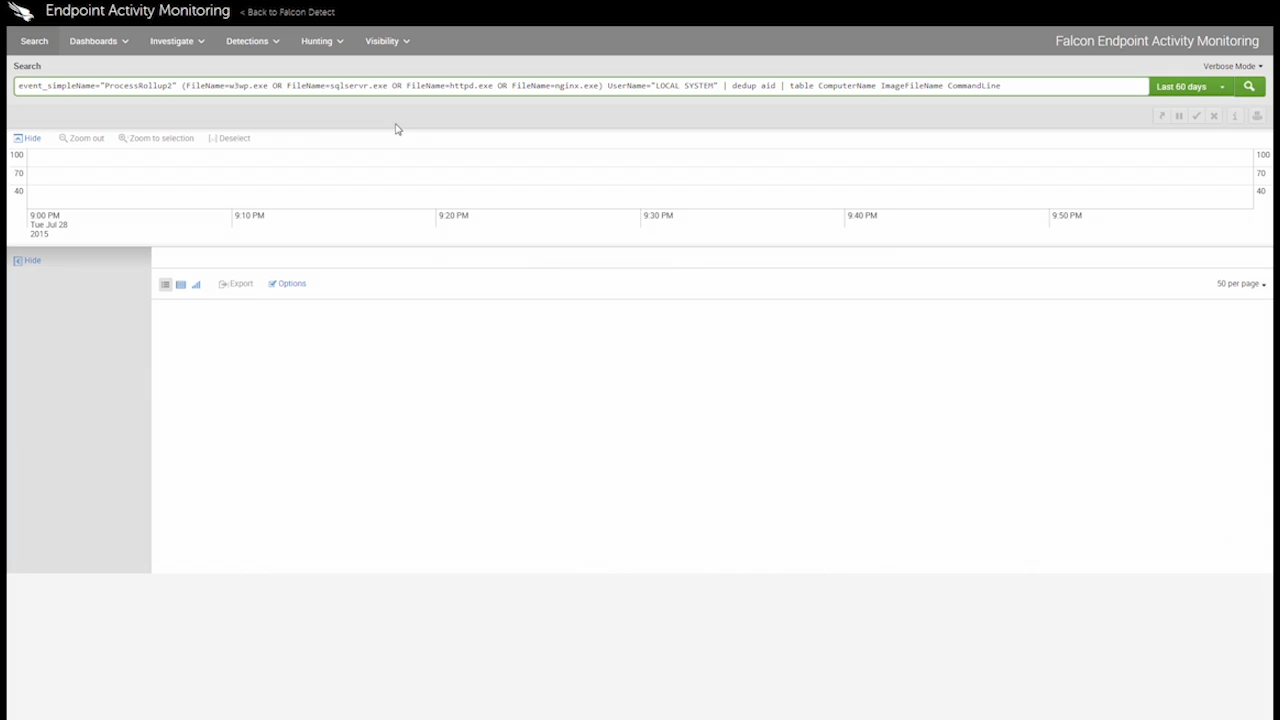 Endpoint Activity Monitoring < Back to Falcon Detect
Search Dashboards Investigate Detections Hunting Visibility Falcon Endpoint Activity Monitoring
Search Verbose Mode
event_simpleName="ProcessRollup2" (FileName=w3wp.exe OR FileName=sqlservr.exe OR FileName=httpd.exe OR FileName=nginx.exe) UserName="LOCAL SYSTEM" | dedup aid | table ComputerName ImageFileName CommandLine Last 60 days
Hide Zoom out Zoom to selection Deselect
100 100
70 70
40 40
9:00 PM 9:10 PM 9:20 PM 9:30 PM 9:40 PM 9:50 PM
Tue Jul 28
2015
Hide
Export Options 50 per page